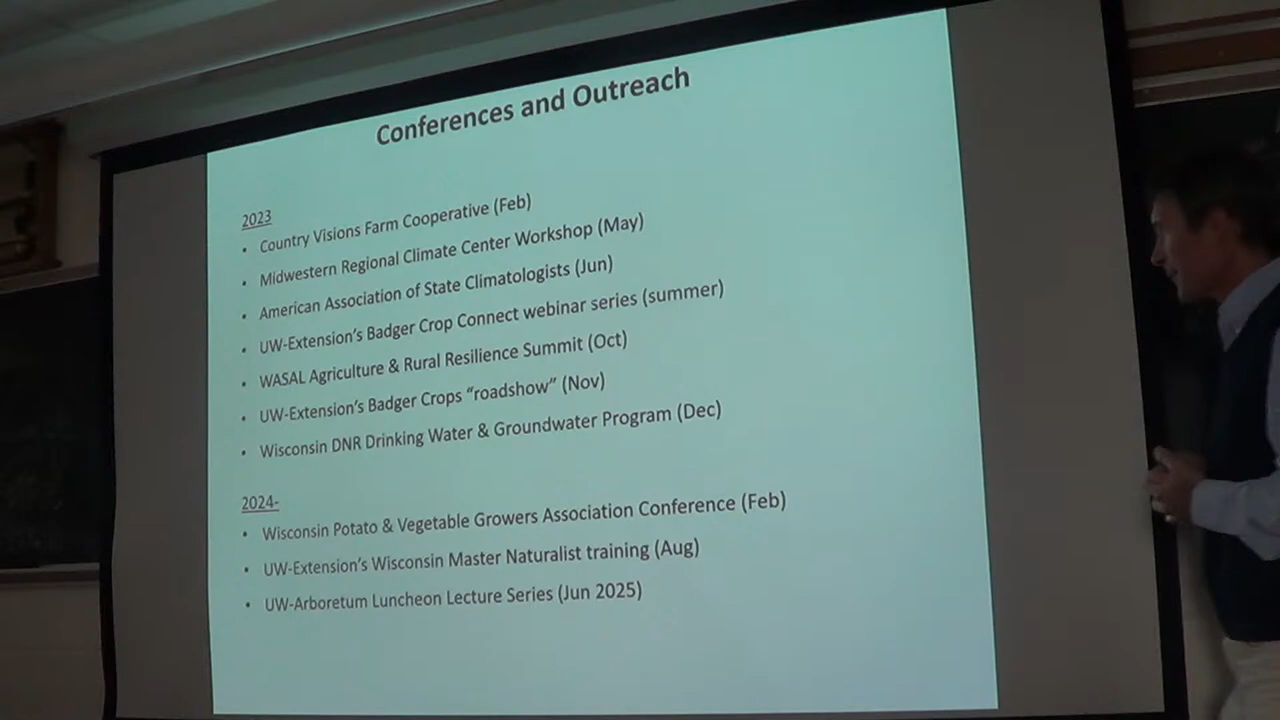 Conferences and Outreach
2023
• Country Visions Farm Cooperative (Feb)
• Midwestern Regional Climate Center Workshop (May)
• American Association of State Climatologists (Jun)
• UW-Extension's Badger Crop Connect webinar series (summer)
• WASAL Agriculture & Rural Resilience Summit (Oct)
• UW-Extension's Badger Crops “roadshow” (Nov)
• Wisconsin DNR Drinking Water & Groundwater Program (Dec)
2024-
• Wisconsin Potato & Vegetable Growers Association Conference (Feb)
• UW-Extension's Wisconsin Master Naturalist training (Aug)
• UW-Arboretum Luncheon Lecture Series (Jun 2025)